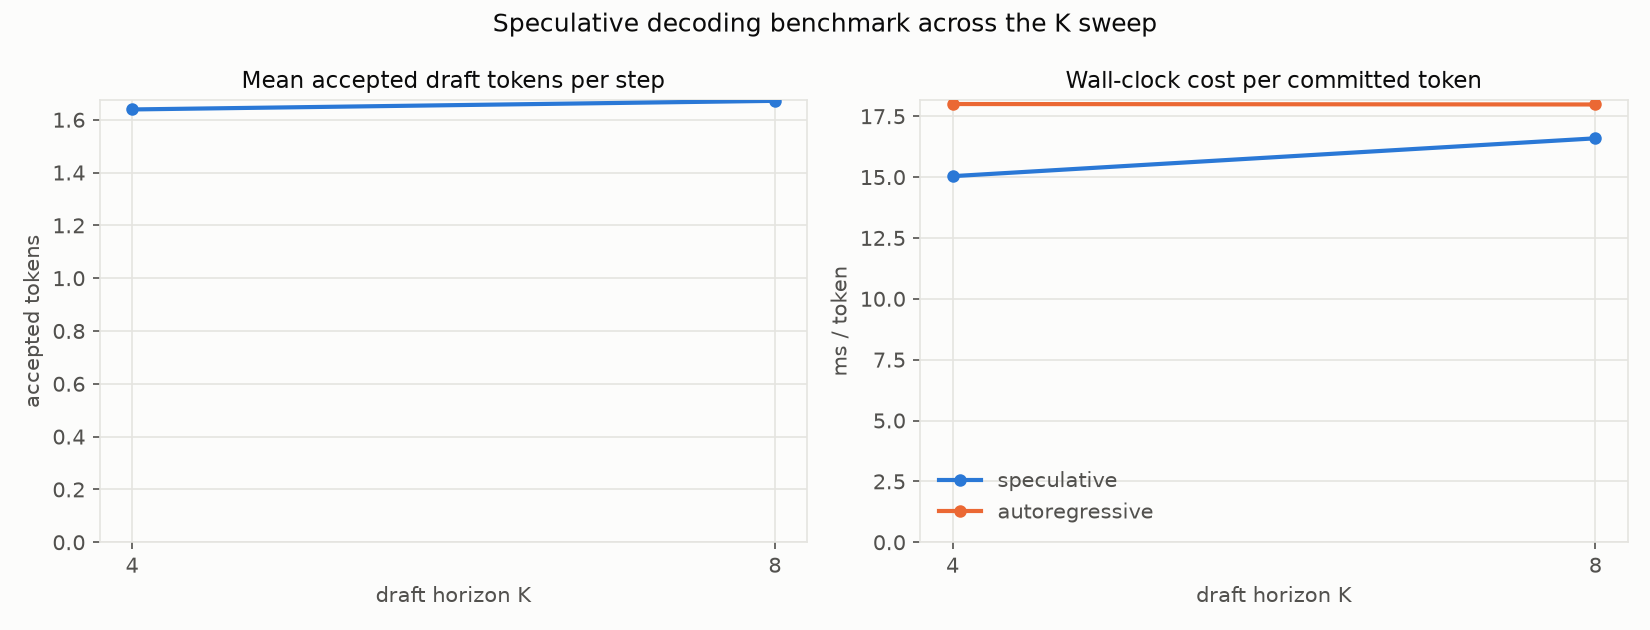 Speculative decoding benchmark across the K sweep
Mean accepted draft tokens per step
accepted tokens
1.6
1.4
1.2
1.0
0.8
0.6
0.4
0.2
0.0
4
8
draft horizon K
Wall-clock cost per committed token
ms / token
17.5
15.0
12.5
10.0
7.5
5.0
2.5
0.0
speculative
autoregressive
4
8
draft horizon K